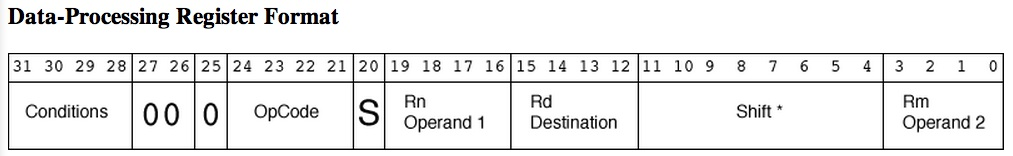 Data-Processing Register Format
31 30 29 28 27 26 25 24 23 22 21 20 19 18 17 16 15 14 13 12 11 10 9 8 7 6 5 4 3 2 1 0
Conditions 00 0 OpCode S Rn Operand 1 Rd Destination Shift * Rm Operand 2